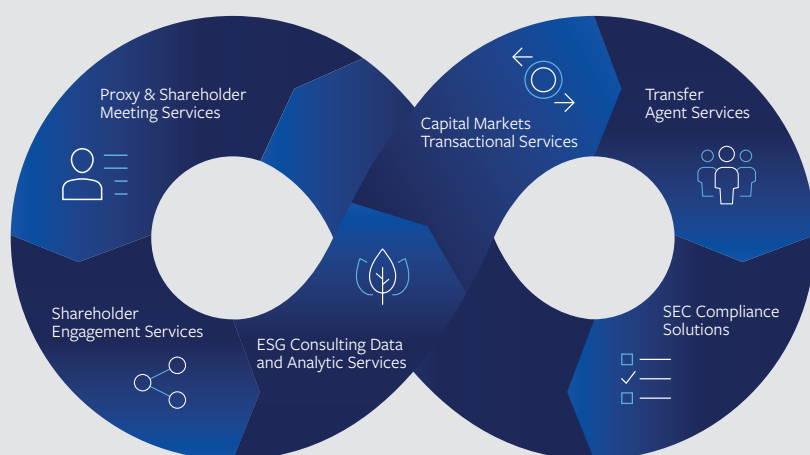 Proxy & Shareholder
Meeting Services
Capital Markets
Transactional Services
Transfer
Agent Services
Shareholder
Engagement Services
ESG Consulting Data
and Analytic Services
SEC Compliance
Solutions